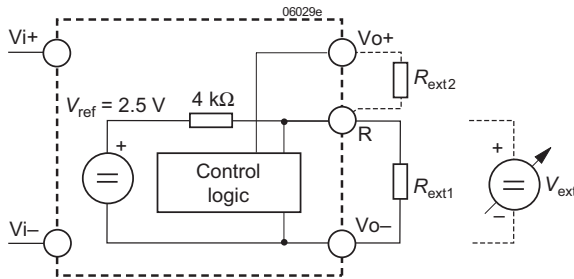 06029e
Vi+
Vo+
Rext2
Vref = 2.5 V
4 kΩ
R
+
+
Control
logic
Rext1
Vext
–
Vi–
Vo–